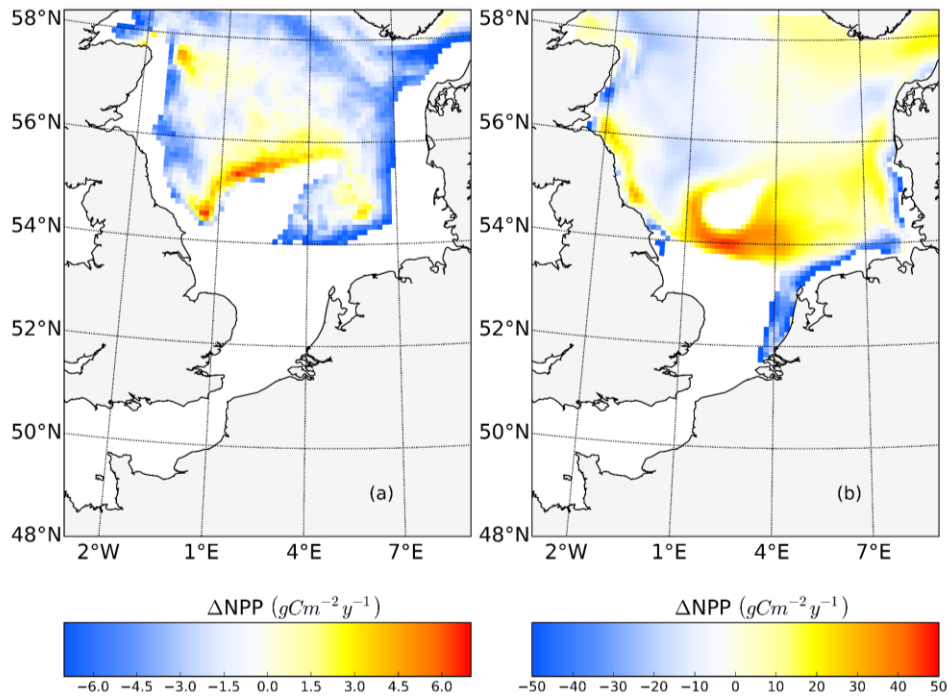 58°N
56°N
54°N
52°N
50°N
48°N
2°W 1°E 4°E 7°E
(a)
ΔNPP (gCm⁻²y⁻¹)
−6.0 −4.5 −3.0 −1.5 0.0 1.5 3.0 4.5 6.0
58°N
56°N
54°N
52°N
50°N
48°N
2°W 1°E 4°E 7°E
(b)
ΔNPP (gCm⁻²y⁻¹)
−50 −40 −30 −20 −10 0 10 20 30 40 50